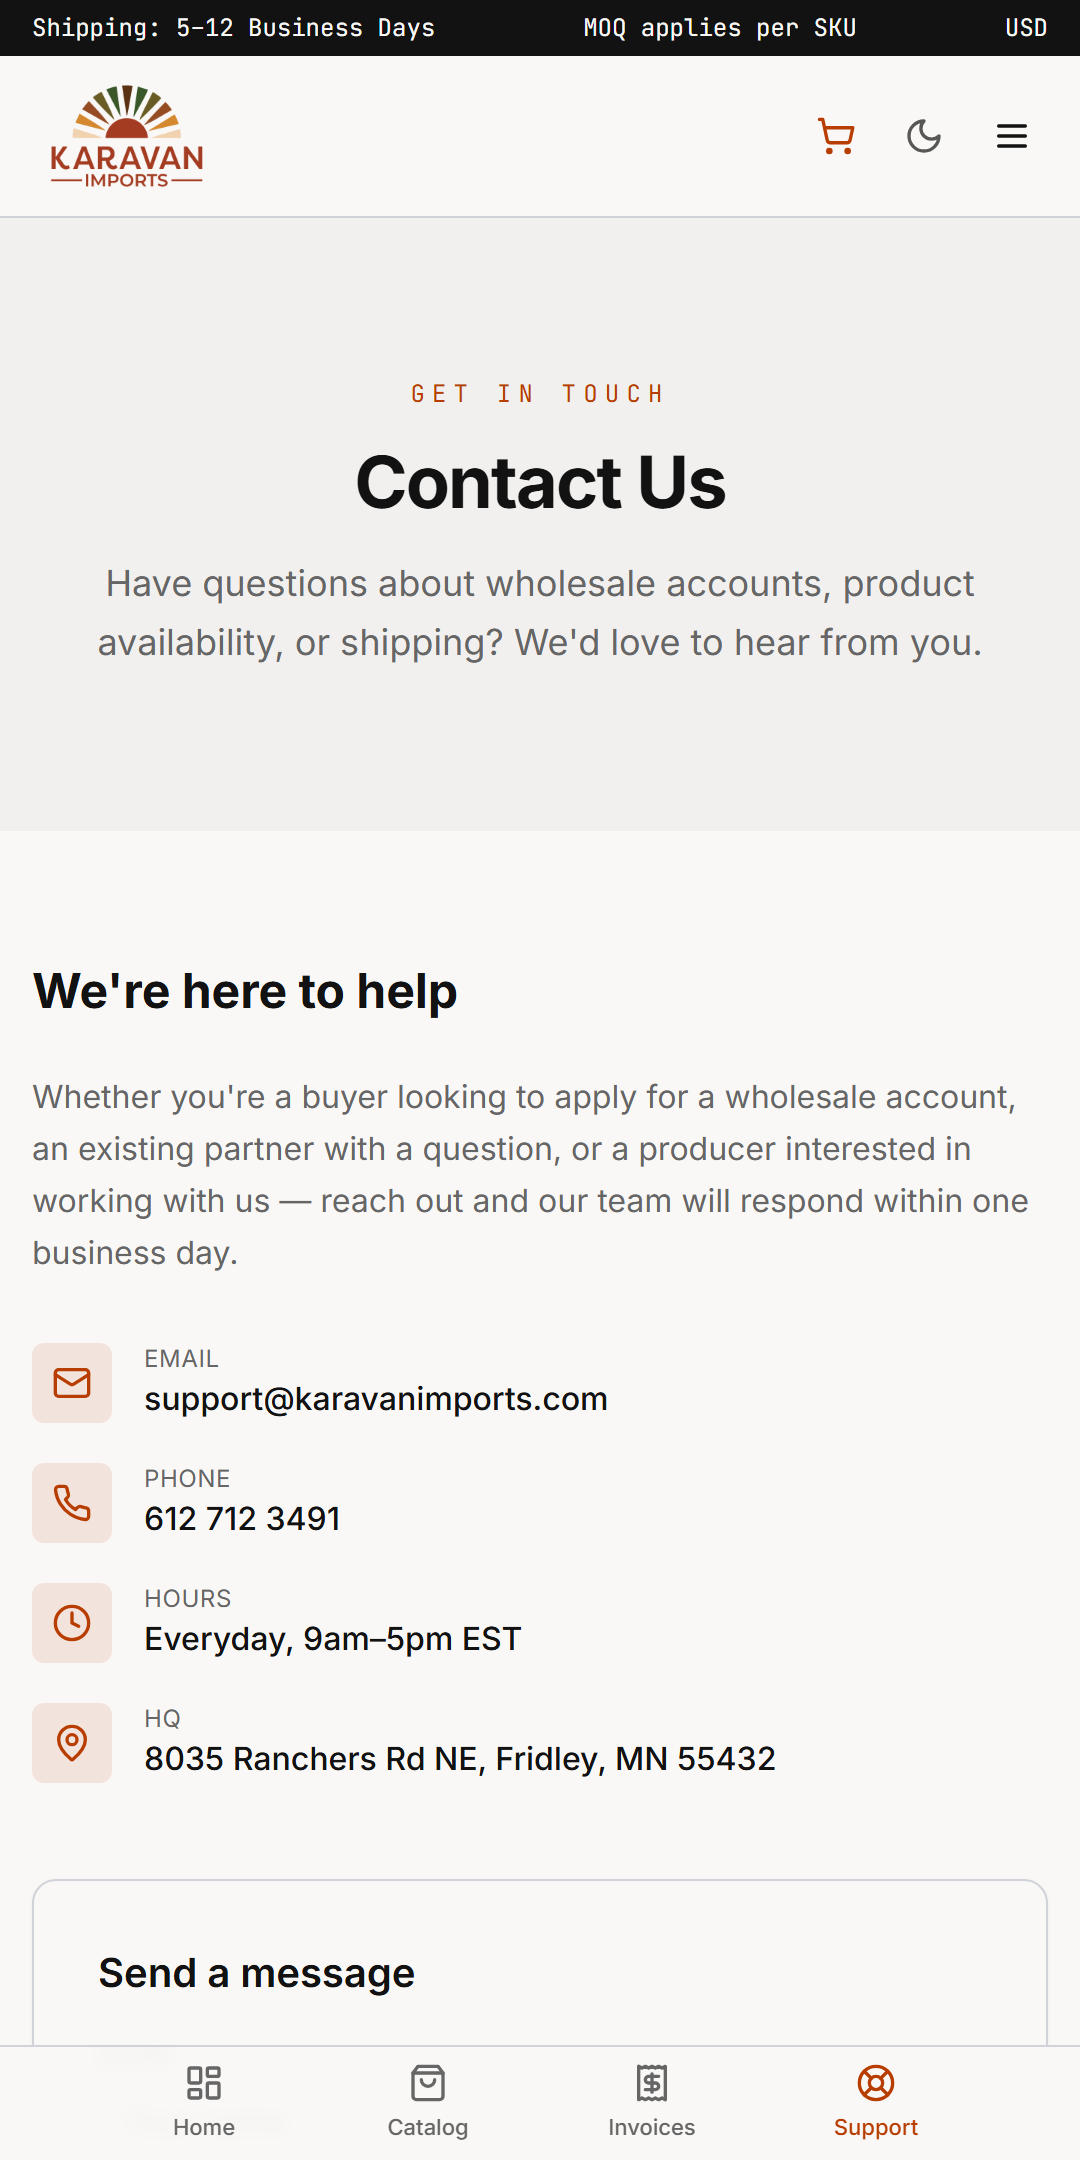 Shipping: 5-12 Business Days MOQ applies per SKU USD
KARAVAN
IMPORTS
GET IN TOUCH
Contact Us
Have questions about wholesale accounts, product
availability, or shipping? We'd love to hear from you.
We're here to help
Whether you're a buyer looking to apply for a wholesale account,
an existing partner with a question, or a producer interested in
working with us — reach out and our team will respond within one
business day.
EMAIL
support@karavanimports.com
PHONE
612 712 3491
HOURS
Everyday, 9am–5pm EST
HQ
8035 Ranchers Rd NE, Fridley, MN 55432
Send a message
Home Catalog Invoices Support